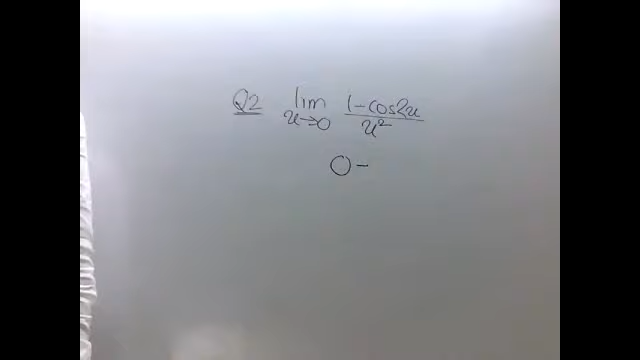 Q2 lim 1-cos2x
x→0 x²
0-